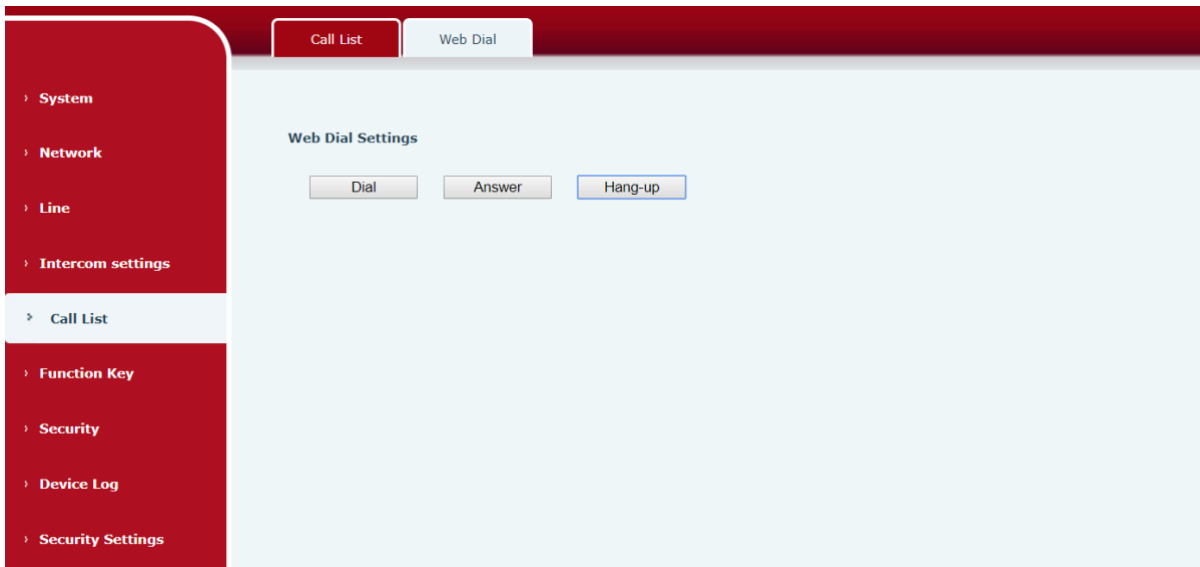 Call List
Web Dial
System
Network
Line
Intercom settings
Call List
Function Key
Security
Device Log
Security Settings
Web Dial Settings
Dial
Answer
Hang-up